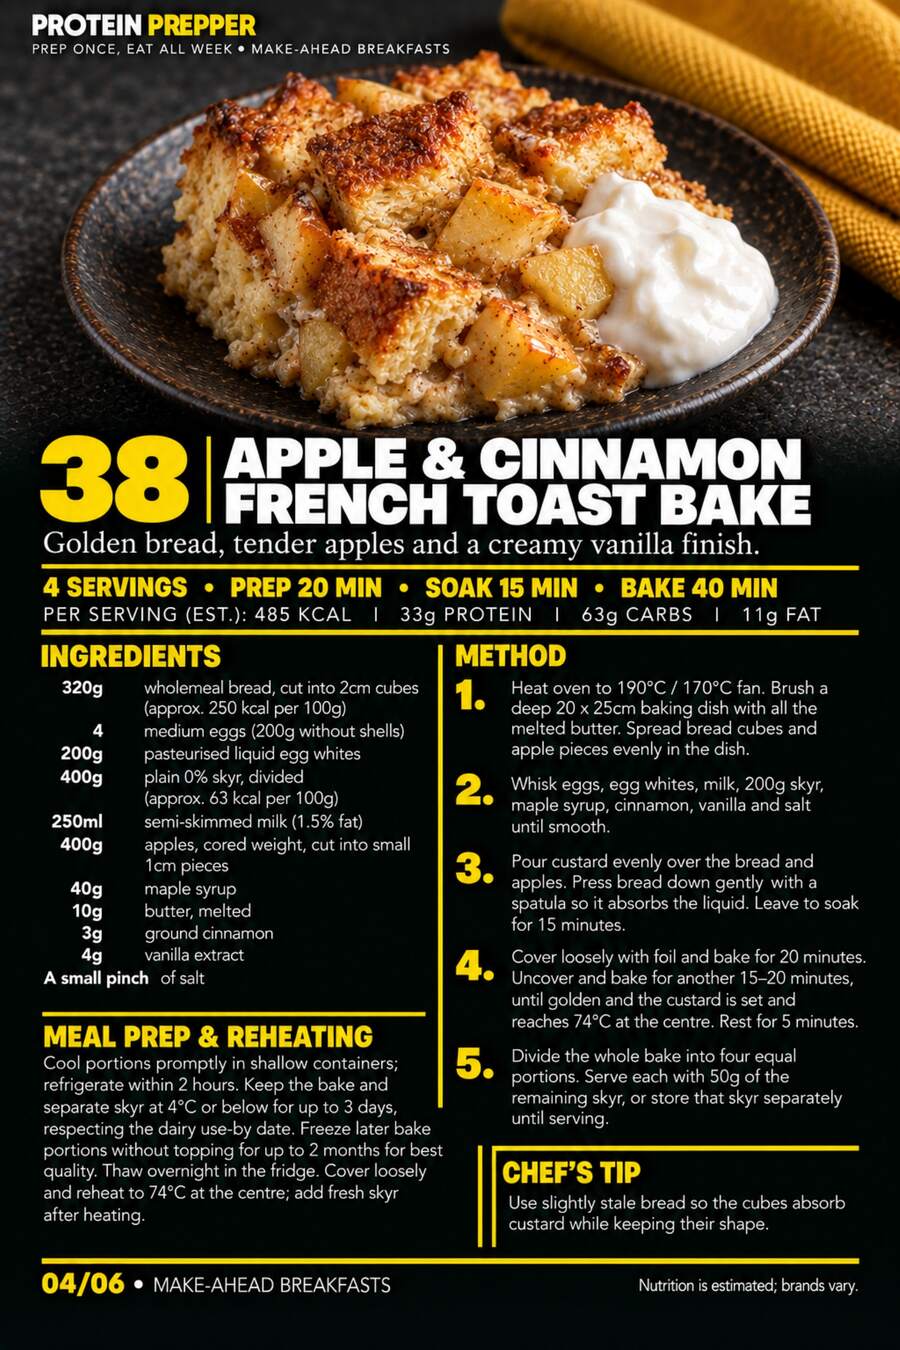 PROTEIN PREPPER
PREP ONCE, EAT ALL WEEK • MAKE-AHEAD BREAKFASTS
38
APPLE & CINNAMON
FRENCH TOAST BAKE
Golden bread, tender apples and a creamy vanilla finish.
4 SERVINGS • PREP 20 MIN • SOAK 15 MIN • BAKE 40 MIN
PER SERVING (EST.): 485 KCAL | 33g PROTEIN | 63g CARBS | 11g FAT
INGREDIENTS
320g wholemeal bread, cut into 2cm cubes
(approx. 250 kcal per 100g)
4 medium eggs (200g without shells)
200g pasteurised liquid egg whites
400g plain 0% skyr, divided
(approx. 63 kcal per 100g)
250ml semi-skimmed milk (1.5% fat)
400g apples, cored weight, cut into small
1cm pieces
40g maple syrup
10g butter, melted
3g ground cinnamon
4g vanilla extract
A small pinch of salt
MEAL PREP & REHEATING
Cool portions promptly in shallow containers;
refrigerate within 2 hours. Keep the bake and
separate skyr at 4°C or below for up to 3 days,
respecting the dairy use-by date. Freeze later bake
portions without topping for up to 2 months for best
quality. Thaw overnight in the fridge. Cover loosely
and reheat to 74°C at the centre; add fresh skyr
after heating.
METHOD
1. Heat oven to 190°C / 170°C fan. Brush a
deep 20 x 25cm baking dish with all the
melted butter. Spread bread cubes and
apple pieces evenly in the dish.
2. Whisk eggs, egg whites, milk, 200g skyr,
maple syrup, cinnamon, vanilla and salt
until smooth.
3. Pour custard evenly over the bread and
apples. Press bread down gently with a
spatula so it absorbs the liquid. Leave to soak
for 15 minutes.
4. Cover loosely with foil and bake for 20 minutes.
Uncover and bake for another 15–20 minutes,
until golden and the custard is set and
reaches 74°C at the centre. Rest for 5 minutes.
5. Divide the whole bake into four equal
portions. Serve each with 50g of the
remaining skyr, or store that skyr separately
until serving.
CHEF'S TIP
Use slightly stale bread so the cubes absorb
custard while keeping their shape.
04/06 • MAKE-AHEAD BREAKFASTS
Nutrition is estimated; brands vary.